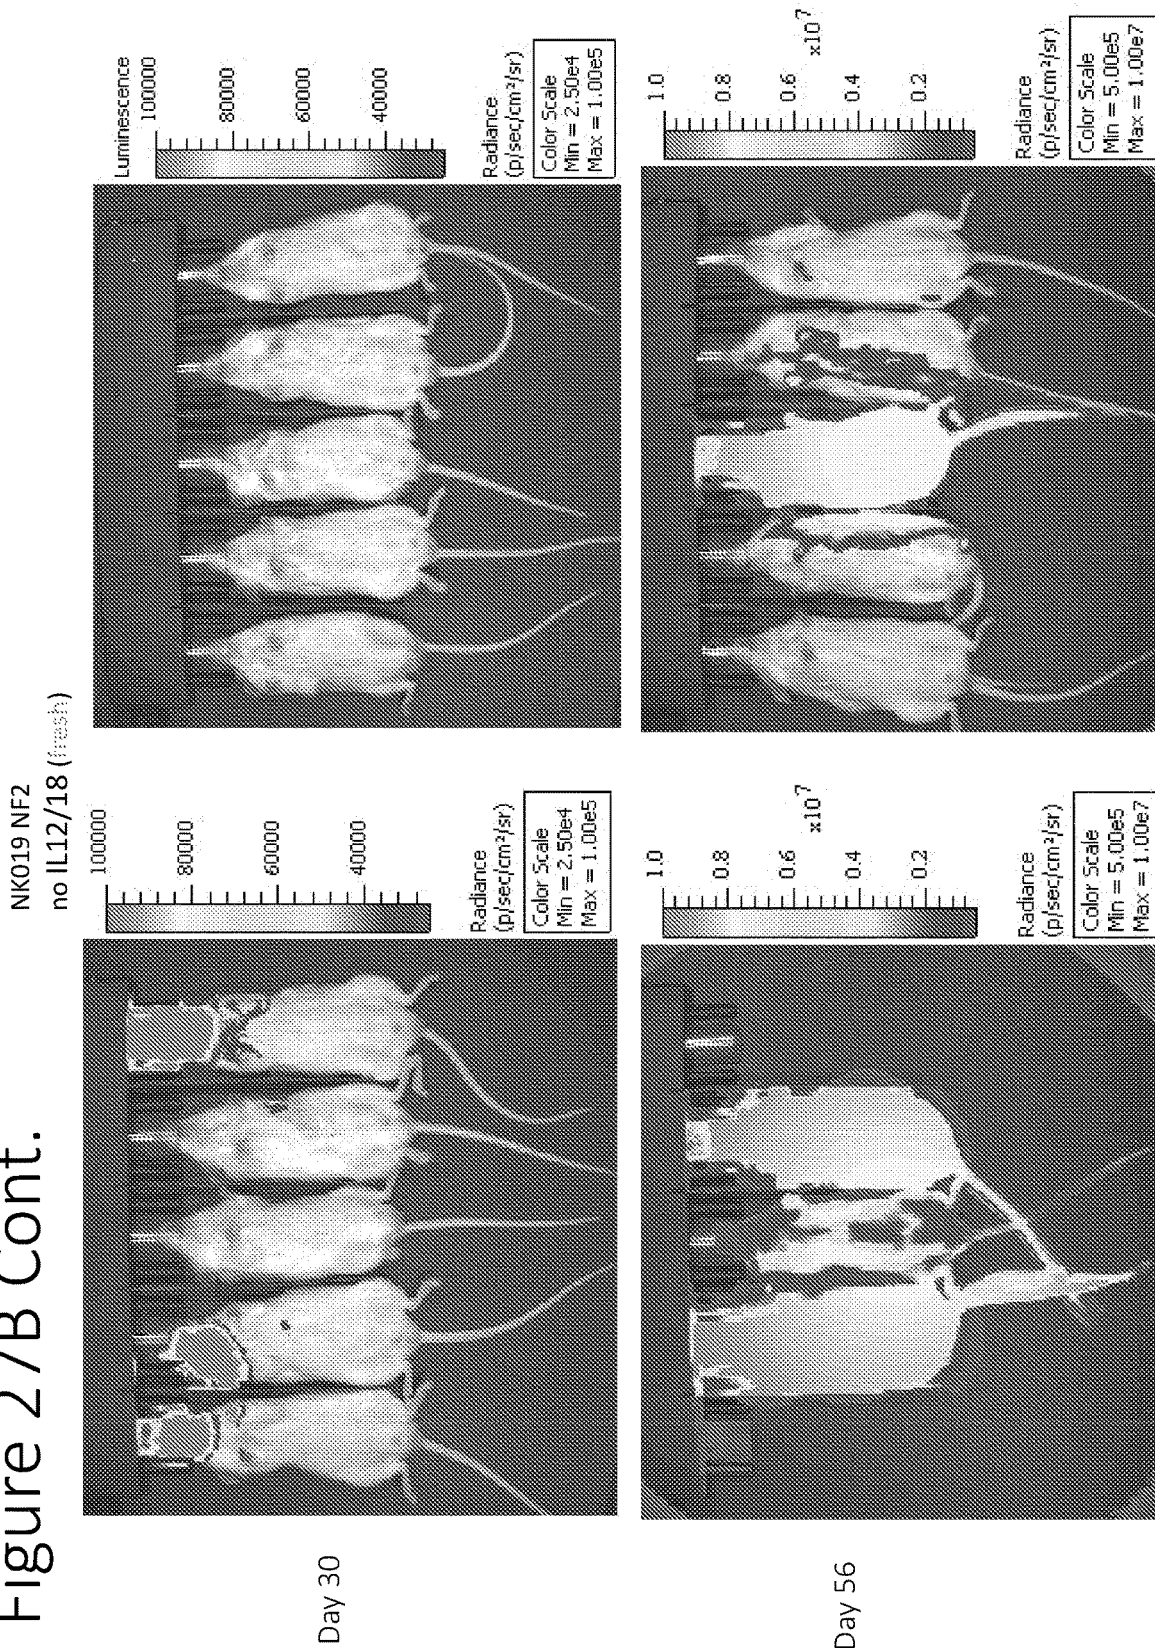 Figure 27B Cont.
NK019 NF2
no IL12/18 (fresh)
Day 30
100000
80000
60000
40000
Radiance
(p/sec/cm²/sr)
Color Scale
Min = 2.50e4
Max = 1.00e5
Luminescence
100000
80000
60000
40000
Radiance
(p/sec/cm²/sr)
Color Scale
Min = 2.50e4
Max = 1.00e5
Day 56
1.0
0.8
0.6
0.4
0.2
x10⁷
Radiance
(p/sec/cm²/sr)
Color Scale
Min = 5.00e5
Max = 1.00e7
1.0
0.8
0.6
0.4
0.2
x10⁷
Radiance
(p/sec/cm²/sr)
Color Scale
Min = 5.00e5
Max = 1.00e7